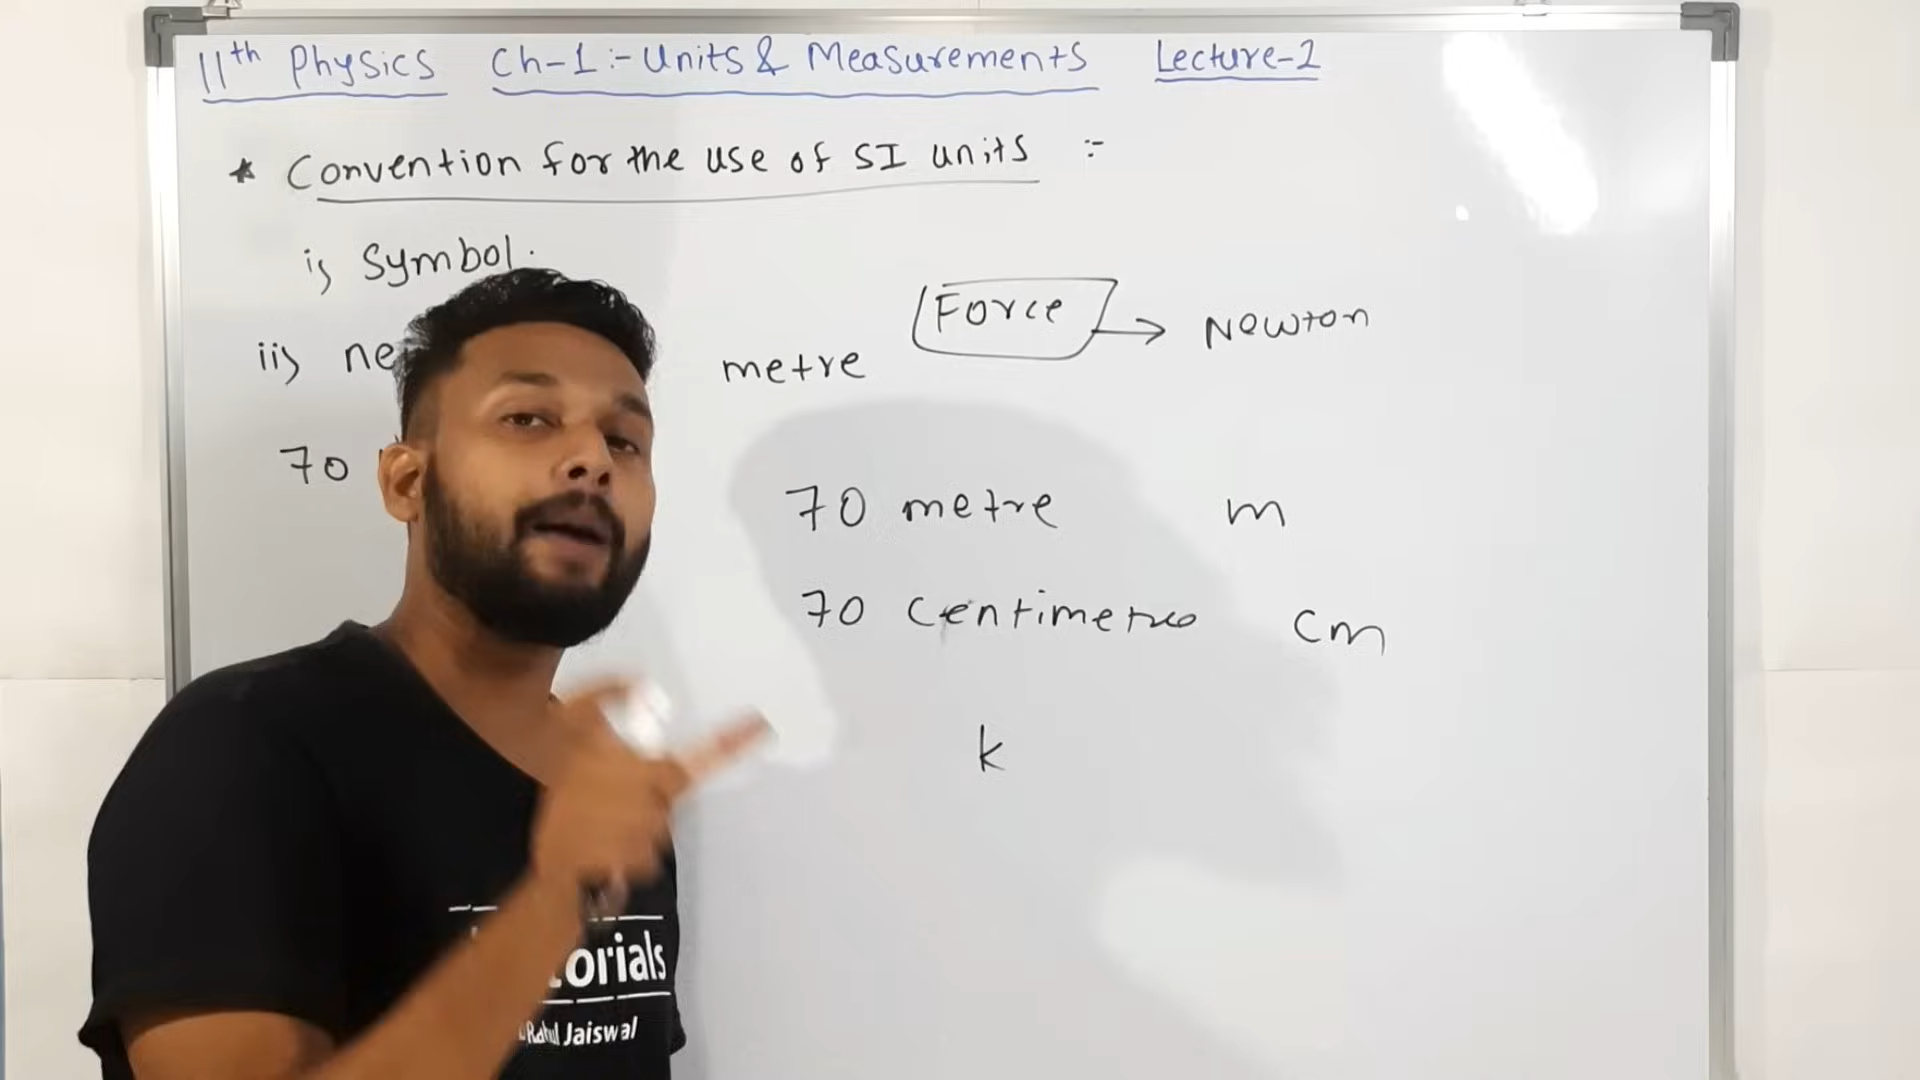 11th Physics Ch-1:- Units & Measurements Lecture-2
* Convention for the use of SI units :-
i) Symbol.
Force → Newton
ii) ne
metre
70
70 metre m
70 centimetre cm
k
orials
Rahul Jaiswal